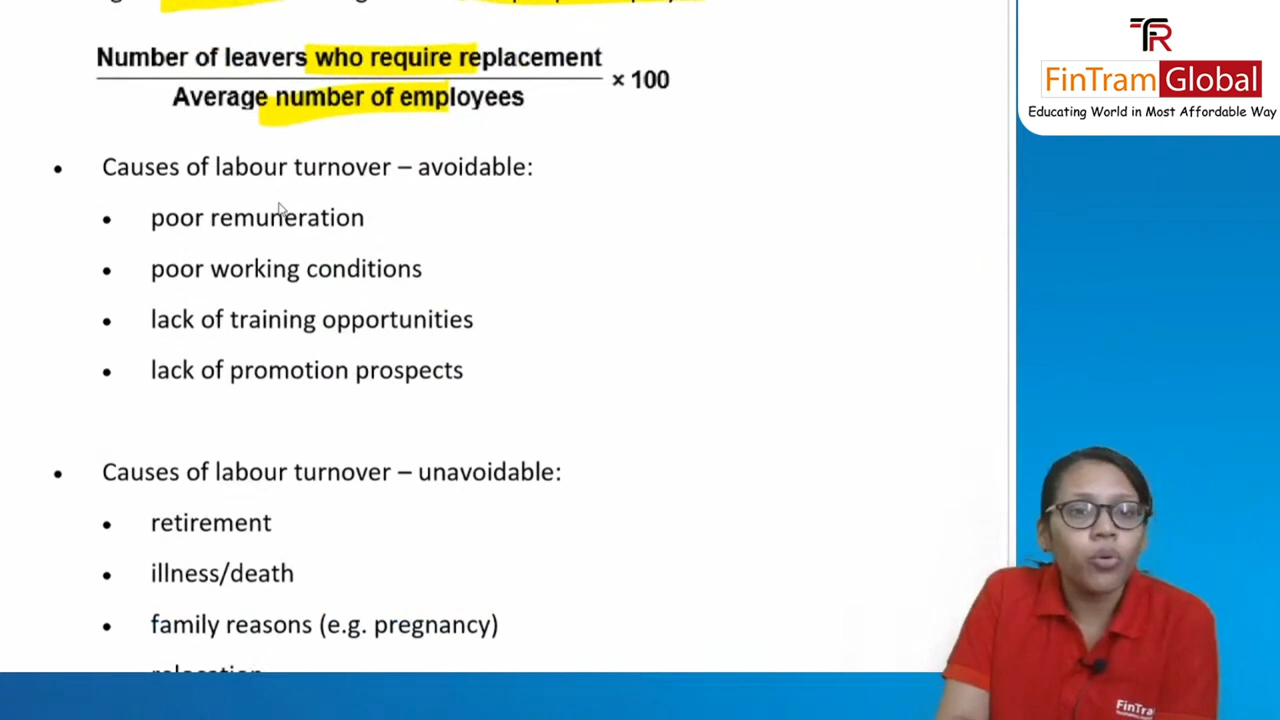 Number of leavers who require replacement
Average number of employees
× 100
• Causes of labour turnover – avoidable:
• poor remuneration
• poor working conditions
• lack of training opportunities
• lack of promotion prospects
• Causes of labour turnover – unavoidable:
• retirement
• illness/death
• family reasons (e.g. pregnancy)
relocation
FinTram Global
Educating World in Most Affordable Way
FinTra